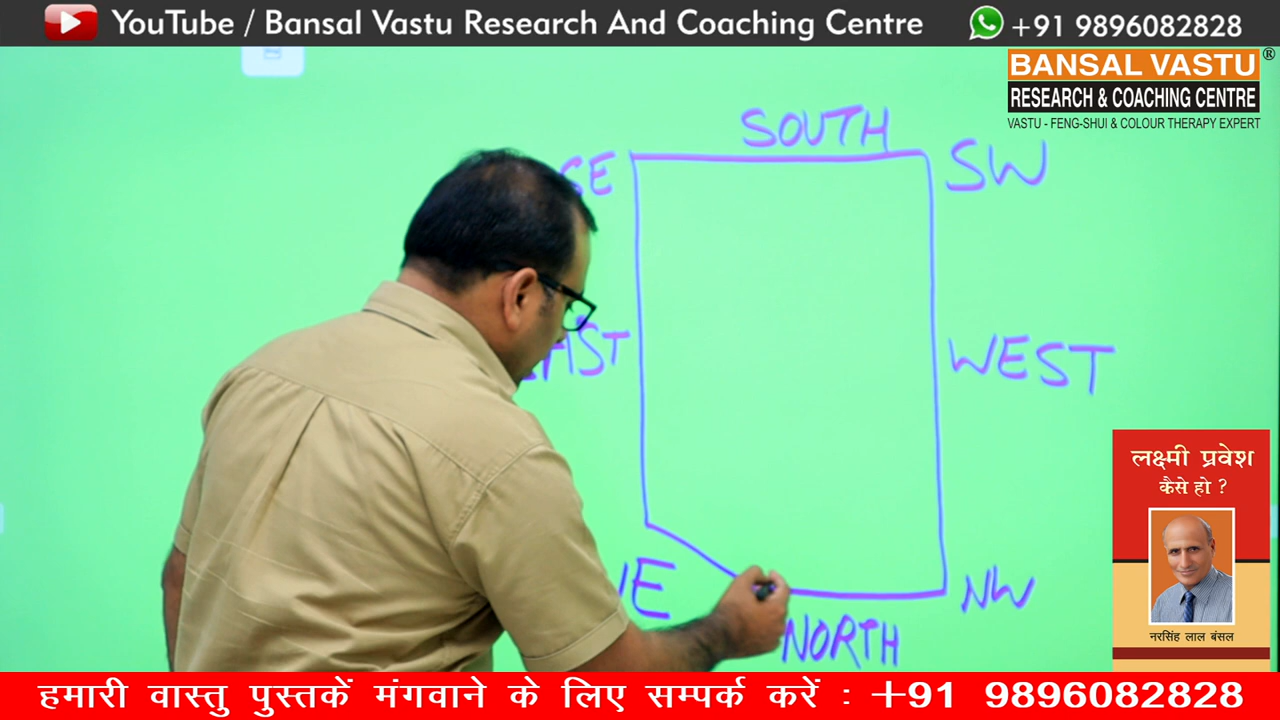 YouTube / Bansal Vastu Research And Coaching Centre
+91 9896082828
BANSAL VASTU ®
RESEARCH & COACHING CENTRE
VASTU - FENG-SHUI & COLOUR THERAPY EXPERT
SOUTH
SE
SW
WEST
NW
NORTH
लक्ष्मी प्रवेश
कैसे हो ?
नरसिंह लाल बंसल
हमारी वास्तु पुस्तकें मंगवाने के लिए सम्पर्क करें : +91 9896082828